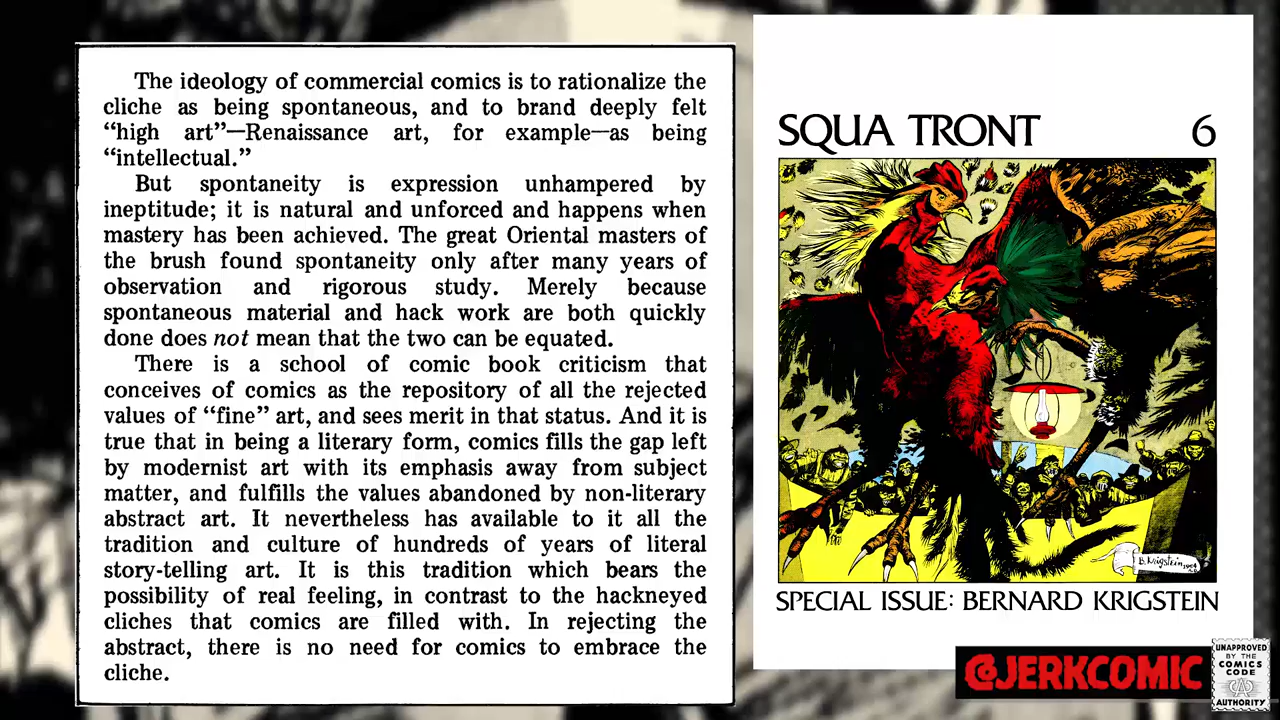 The ideology of commercial comics is to rationalize the
cliche as being spontaneous, and to brand deeply felt
“high art”—Renaissance art, for example—as being
“intellectual.”
But spontaneity is expression unhampered by
ineptitude; it is natural and unforced and happens when
mastery has been achieved. The great Oriental masters of
the brush found spontaneity only after many years of
observation and rigorous study. Merely because
spontaneous material and hack work are both quickly
done does not mean that the two can be equated.
There is a school of comic book criticism that
conceives of comics as the repository of all the rejected
values of “fine” art, and sees merit in that status. And it is
true that in being a literary form, comics fills the gap left
by modernist art with its emphasis away from subject
matter, and fulfills the values abandoned by non-literary
abstract art. It nevertheless has available to it all the
tradition and culture of hundreds of years of literal
story-telling art. It is this tradition which bears the
possibility of real feeling, in contrast to the hackneyed
cliches that comics are filled with. In rejecting the
abstract, there is no need for comics to embrace the
cliche.
SQUA TRONT 6
B. Krigstein
SPECIAL ISSUE: BERNARD KRIGSTEIN
@JERKCOMIC
UNAPPROVED
BY THE
COMICS
CODE
AUTHORITY